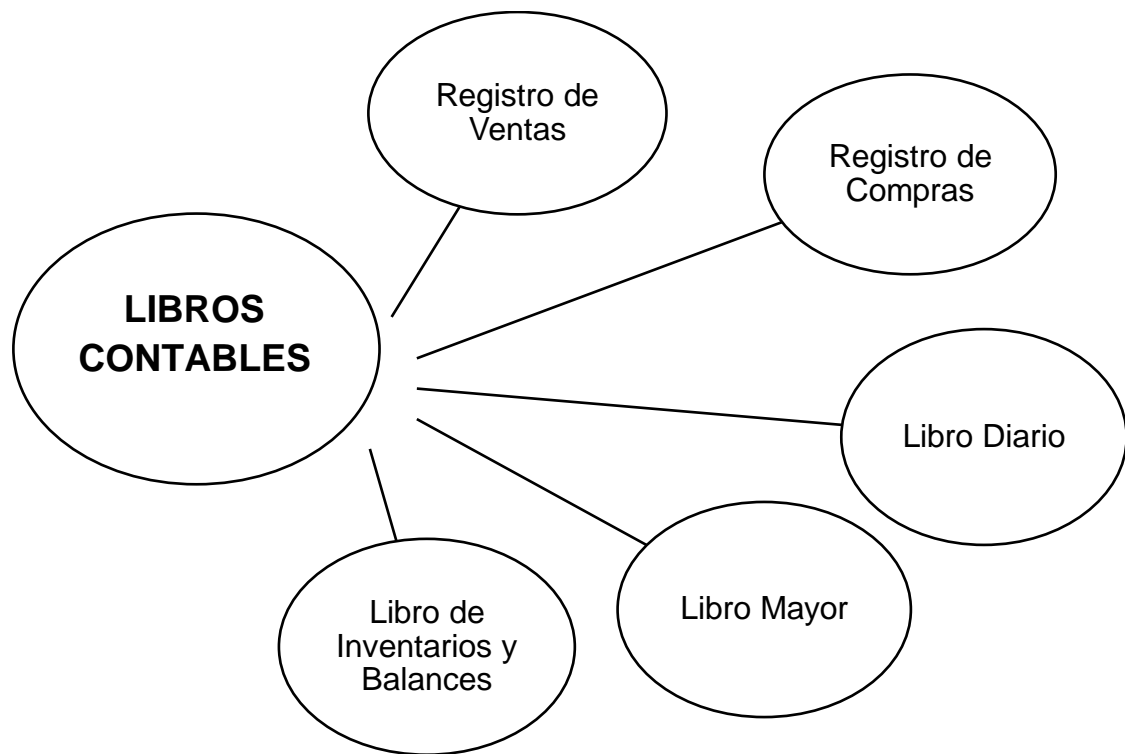 Registro de
Ventas
Registro de
Compras
LIBROS
CONTABLES
Libro Diario
Libro Mayor
Libro de
Inventarios y
Balances